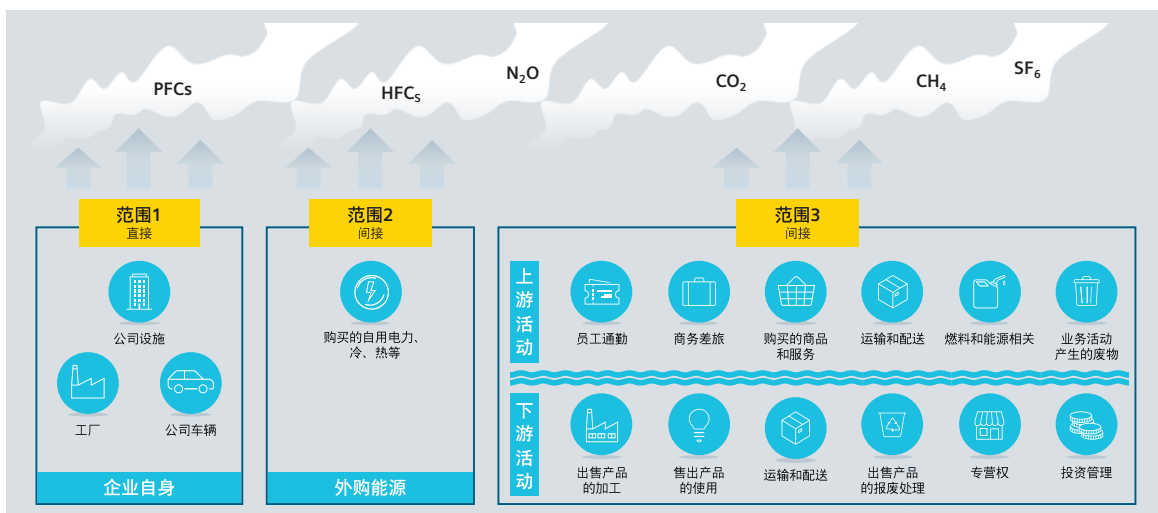 PFCs
HFCs
N₂O
CO₂
CH₄
SF₆
范围1
直接
公司设施
工厂
公司车辆
企业自身
范围2
间接
购买的自用电力、
冷、热等
外购能源
范围3
间接
上游活动
员工通勤
商务差旅
购买的商品
和服务
运输和配送
燃料和能源相关
业务活动
产生的废物
下游活动
出售产品
的加工
售出产品
的使用
运输和配送
出售产品
的报废处理
专营权
投资管理